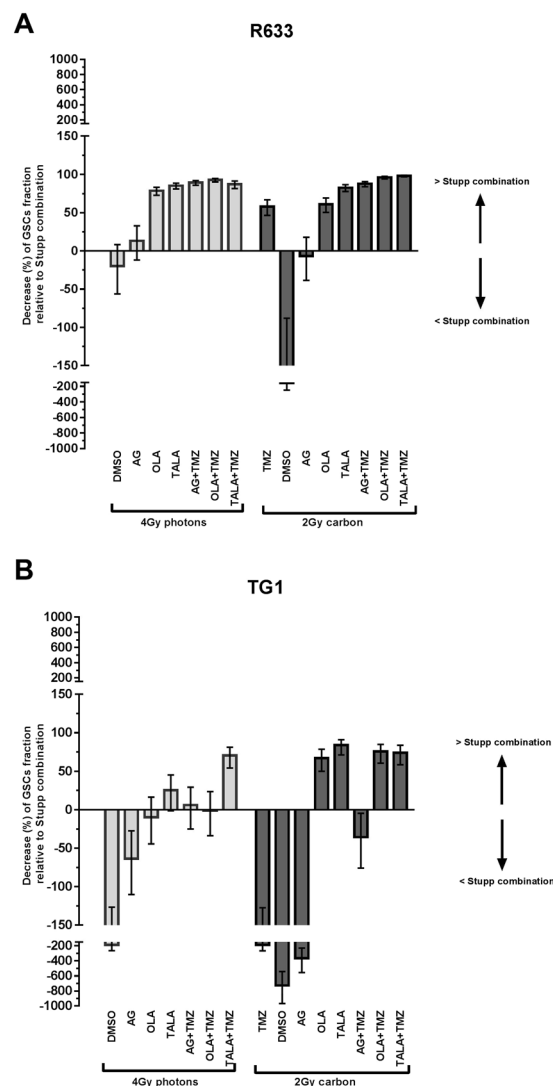 A
R633
Decrease (%) of GSCs fraction
relative to Stupp combination
1000
800
600
400
200
150
100
50
0
-50
-100
-150
-200
-400
-600
-800
-1000
> Stupp combination
< Stupp combination
DMSO
AG
OLA
TALA
AG+TMZ
OLA+TMZ
TALA+TMZ
TMZ
DMSO
AG
OLA
TALA
AG+TMZ
OLA+TMZ
TALA+TMZ
4Gy photons
2Gy carbon
B
TG1
Decrease (%) of GSCs fraction
relative to Stupp combination
1000
800
600
400
200
150
100
50
0
-50
-100
-150
-200
-400
-600
-800
-1000
> Stupp combination
< Stupp combination
DMSO
AG
OLA
TALA
AG+TMZ
OLA+TMZ
TALA+TMZ
TMZ
DMSO
AG
OLA
TALA
AG+TMZ
OLA+TMZ
TALA+TMZ
4Gy photons
2Gy carbon